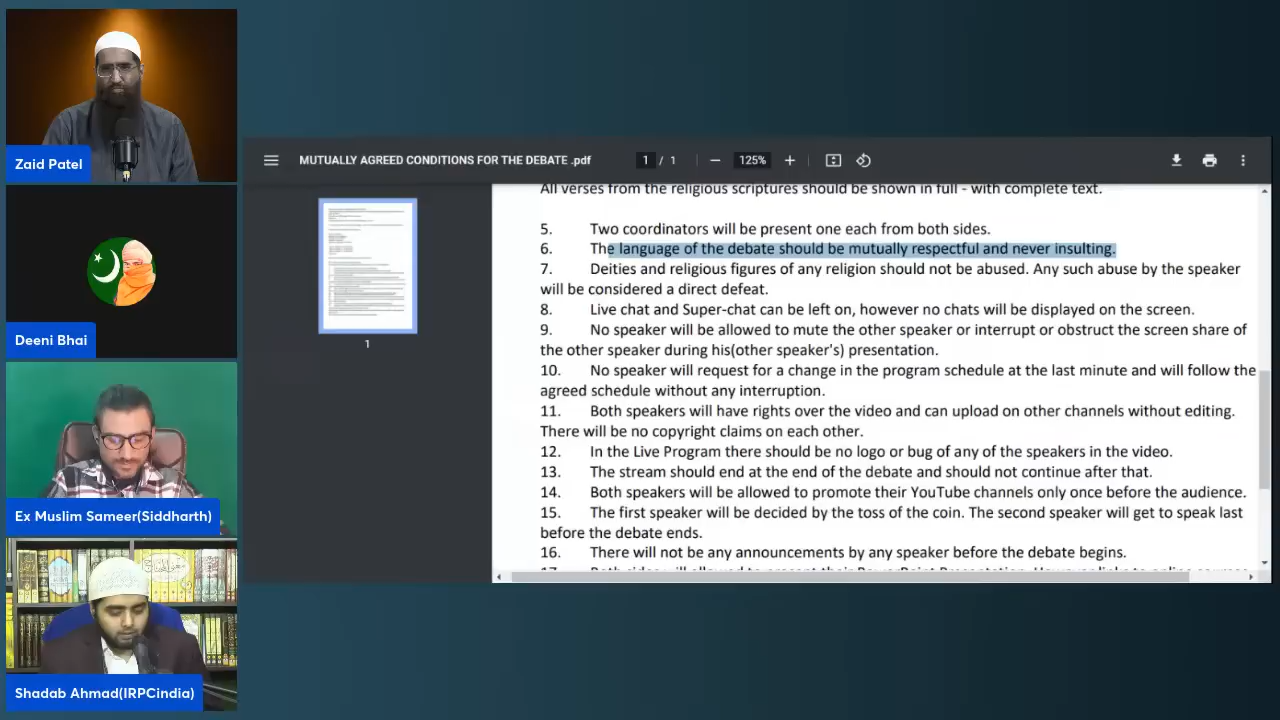 Zaid Patel
Deeni Bhai
Ex Muslim Sameer(Siddharth)
Shadab Ahmad(IRPCindia)
MUTUALLY AGREED CONDITIONS FOR THE DEBATE .pdf
1 / 1
125%
1
All verses from the religious scriptures should be shown in full - with complete text.
5. Two coordinators will be present one each from both sides.
6. The language of the debate should be mutually respectful and never insulting.
7. Deities and religious figures of any religion should not be abused. Any such abuse by the speaker
will be considered a direct defeat.
8. Live chat and Super-chat can be left on, however no chats will be displayed on the screen.
9. No speaker will be allowed to mute the other speaker or interrupt or obstruct the screen share of
the other speaker during his(other speaker's) presentation.
10. No speaker will request for a change in the program schedule at the last minute and will follow the
agreed schedule without any interruption.
11. Both speakers will have rights over the video and can upload on other channels without editing.
There will be no copyright claims on each other.
12. In the Live Program there should be no logo or bug of any of the speakers in the video.
13. The stream should end at the end of the debate and should not continue after that.
14. Both speakers will be allowed to promote their YouTube channels only once before the audience.
15. The first speaker will be decided by the toss of the coin. The second speaker will get to speak last
before the debate ends.
16. There will not be any announcements by any speaker before the debate begins.